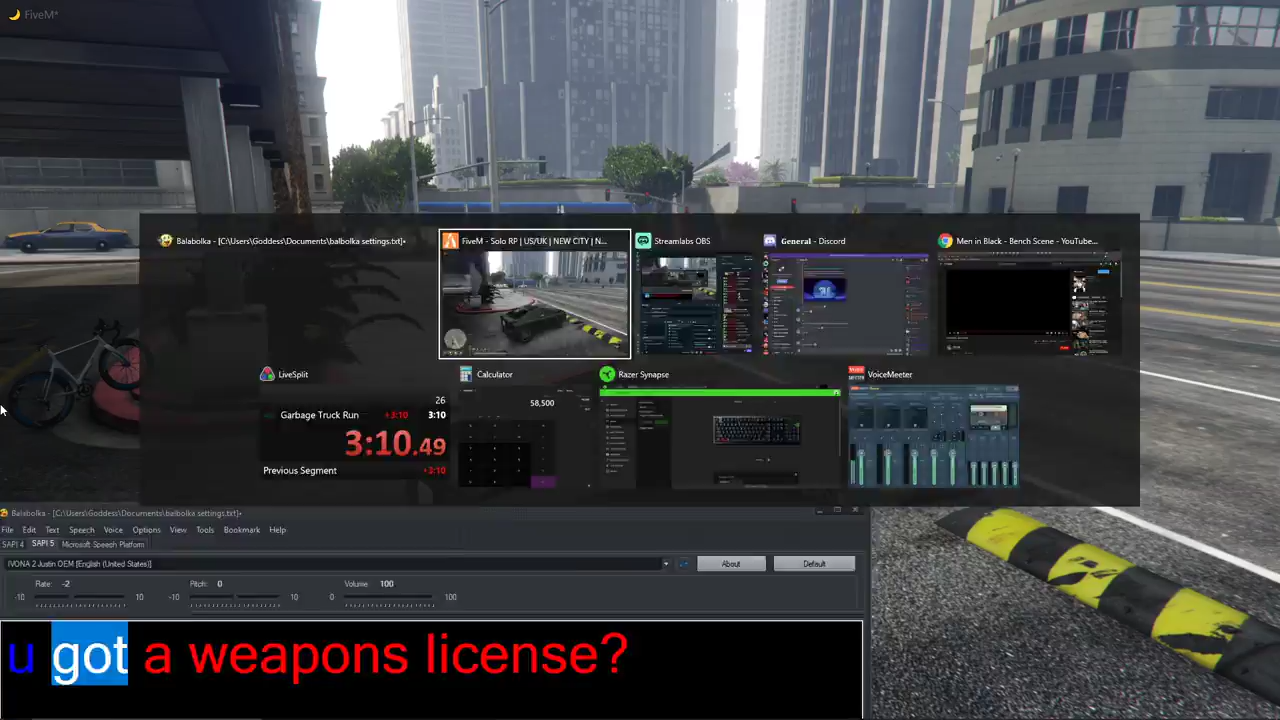 FiveM*
Balabolka - [C:\Users\Goddess\Documents\balbolka settings.txt]*
FiveM - Solo RP | US/UK | NEW CITY | N...
Streamlabs OBS
General - Discord
Men in Black - Bench Scene - YouTube...
LiveSplit
Calculator
Razer Synapse
VoiceMeeter
26
Garbage Truck Run +3:10 3:10
3:10.49
Previous Segment +3:10
58,500
Balabolka - [C:\Users\Goddess\Documents\balbolka settings.txt]*
File Edit Text Speech Voice Options View Tools Bookmark Help
SAPI 4 SAPI 5 Microsoft Speech Platform
IVONA 2 Justin OEM [English (United States)] About Default
Rate: -2 Pitch: 0 Volume: 100
-10 10 -10 10 0 100
u got a weapons license?